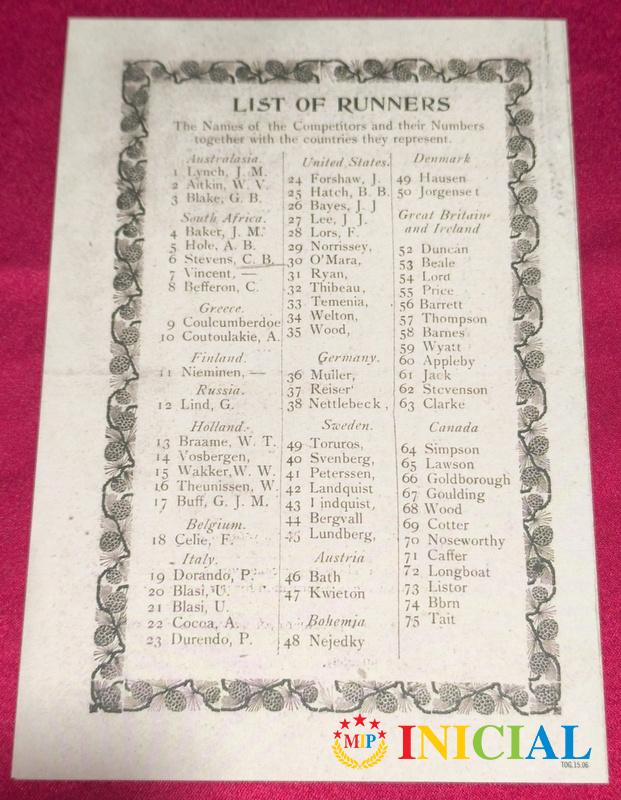 LIST OF RUNNERS
The Names of the Competitors and their Numbers
together with the countries they represent.
Australasia.
1 Lynch, J. M.
2 Aitkin, W. V.
3 Blake, G. B.
South Africa.
4 Baker, J. M.
5 Hole, A. B.
6 Stevens, C. B.
7 Vincent, —
8 Befferon, C.
Greece.
9 Coulcumberdoe
10 Coutoulakie, A.
Finland.
11 Nieminen, —
Russia.
12 Lind, G.
Holland.
13 Braame, W. T.
14 Vosbergen,
15 Wakker, W. W.
16 Theunissen, W.
17 Buff, G. J. M.
Belgium.
18 Celie, F.
Italy.
19 Dorando, P.
20 Blasi, U.
21 Blasi, U.
22 Cocoa, A.
23 Durendo, P.
United States.
24 Forshaw, J.
25 Hatch, B. B.
26 Bayes, J. J
27 Lee, J J.
28 Lors, F.
29 Norrissey,
30 O'Mara,
31 Ryan,
32 Thibeau,
33 Temenia,
34 Welton,
35 Wood,
Germany.
36 Muller,
37 Reiser
38 Nettlebeck,
Sweden.
49 Toruros,
40 Svenberg,
41 Peterssen,
42 Landquist
43 Lindquist,
44 Bergvall
45 Lundberg,
Austria
46 Bath
47 Kwieton
Bohemia
48 Nejedky
Denmark
49 Hausen
50 Jorgenset
Great Britain
and Ireland
52 Duncan
53 Beale
54 Lord
55 Price
56 Barrett
57 Thompson
58 Barnes
59 Wyatt
60 Appleby
61 Jack
62 Stevenson
63 Clarke
Canada
64 Simpson
65 Lawson
66 Goldborough
67 Goulding
68 Wood
69 Cotter
70 Noseworthy
71 Caffer
72 Longboat
73 Listor
74 Bbrn
75 Tait
MIP INICIAL
TOG.15.06